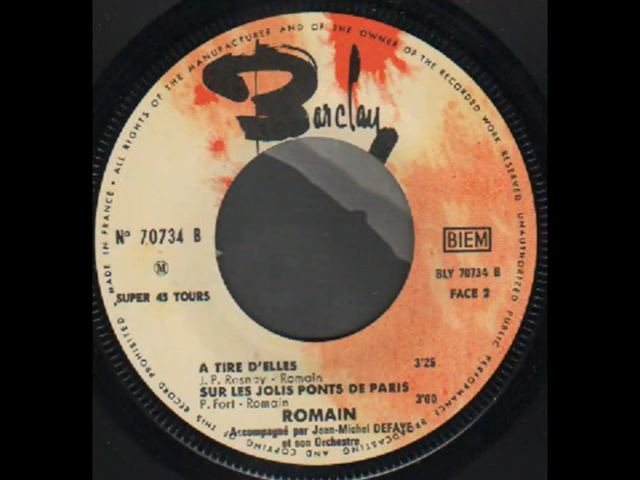 ALL RIGHTS OF THE MANUFACTURER AND OF THE OWNER OF THE RECORDED WORK RESERVED UNAUTHORIZED PUBLIC PERFORMANCE BROADCASTING AND COPYING OF THIS RECORD PROHIBITED • MADE IN FRANCE •
Barclay
Nº 70734 B
BIEM
M
BLY 70734 B
SUPER 45 TOURS
FACE 2
A TIRE D'ELLES 3'25
J. P. Rosnay - Romain
SUR LES JOLIS PONTS DE PARIS
P. Fort - Romain 3'00
ROMAIN
Accompagné par Jean-Michel DEFAYE
et son Orchestre